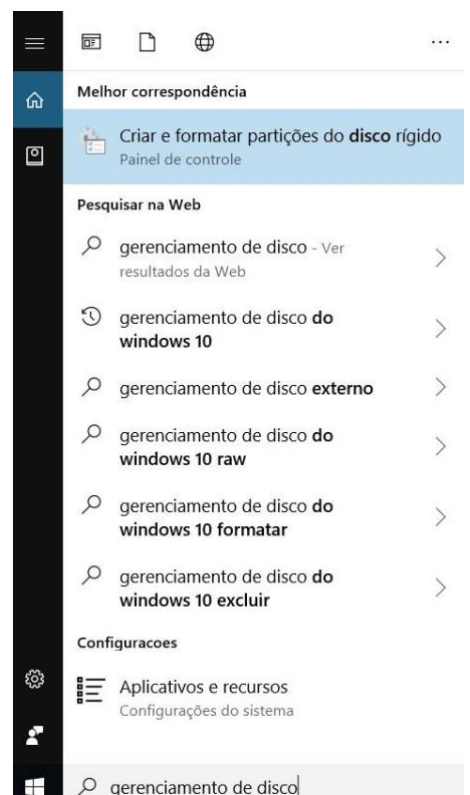 Melhor correspondência
Criar e formatar partições do disco rígido
Painel de controle
Pesquisar na Web
gerenciamento de disco - Ver
resultados da Web
gerenciamento de disco do
windows 10
gerenciamento de disco externo
gerenciamento de disco do
windows 10 raw
gerenciamento de disco do
windows 10 formatar
gerenciamento de disco do
windows 10 excluir
Configuracoes
Aplicativos e recursos
Configurações do sistema
gerenciamento de disco